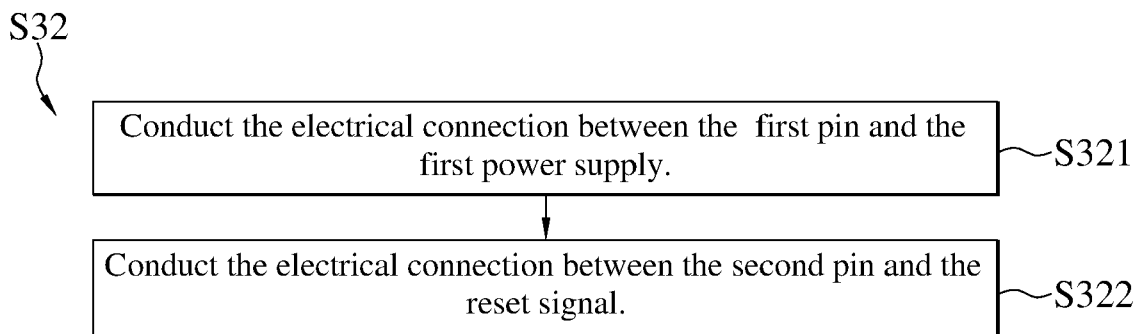 S32
Conduct the electrical connection between the first pin and the
first power supply.
S321
Conduct the electrical connection between the second pin and the
reset signal.
S322